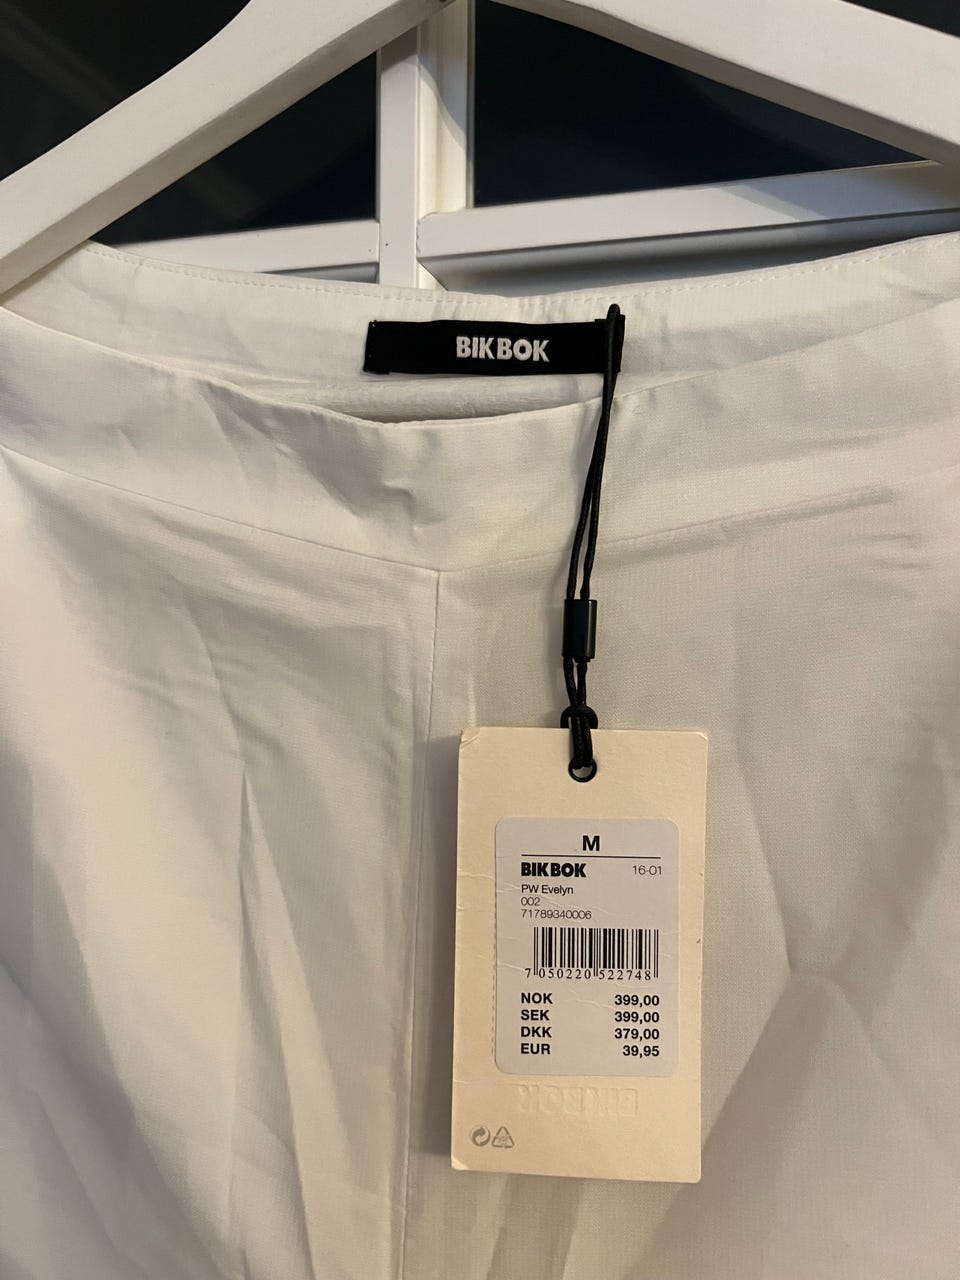 BIKBOK
M
BIKBOK 16-01
PW Evelyn
002
71789340006
7 050220 522748
NOK 399,00
SEK 399,00
DKK 379,00
EUR 39,95
BIKBOK